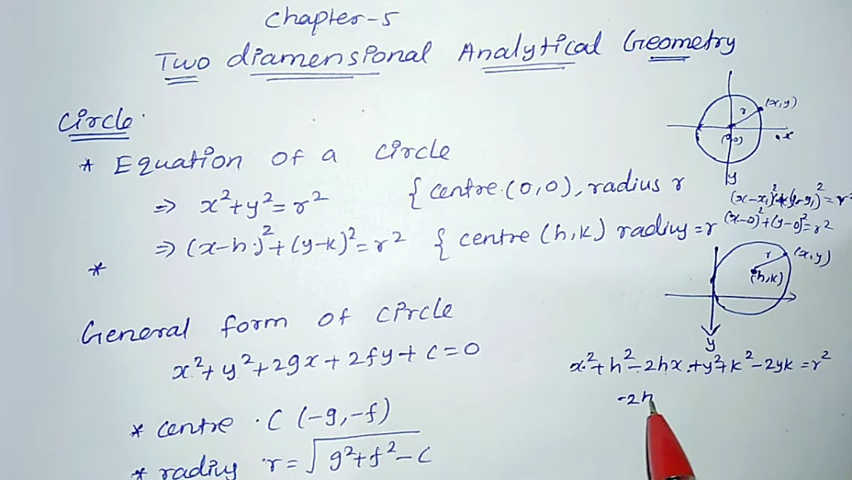 Chapter-5
Two diamensional Analytical Geometry
Circle
* Equation of a circle
⇒ x²+y²=r² { centre (0,0), radius r
⇒ (x-h)²+(y-k)²=r² { centre (h,k) radius=r
*
General form of circle
x²+y²+2gx+2fy+c=0
* centre C (-g,-f)
* radius r=√g²+f²-c
(x,y)
r
(0,0)
x
y
(x-x₁)²+(y-y₁)²=r²
(x-0)²+(y-0)²=r²
(x,y)
r
(h,k)
y
x²+h²-2hx+y²+k²-2yk=r²
-2h